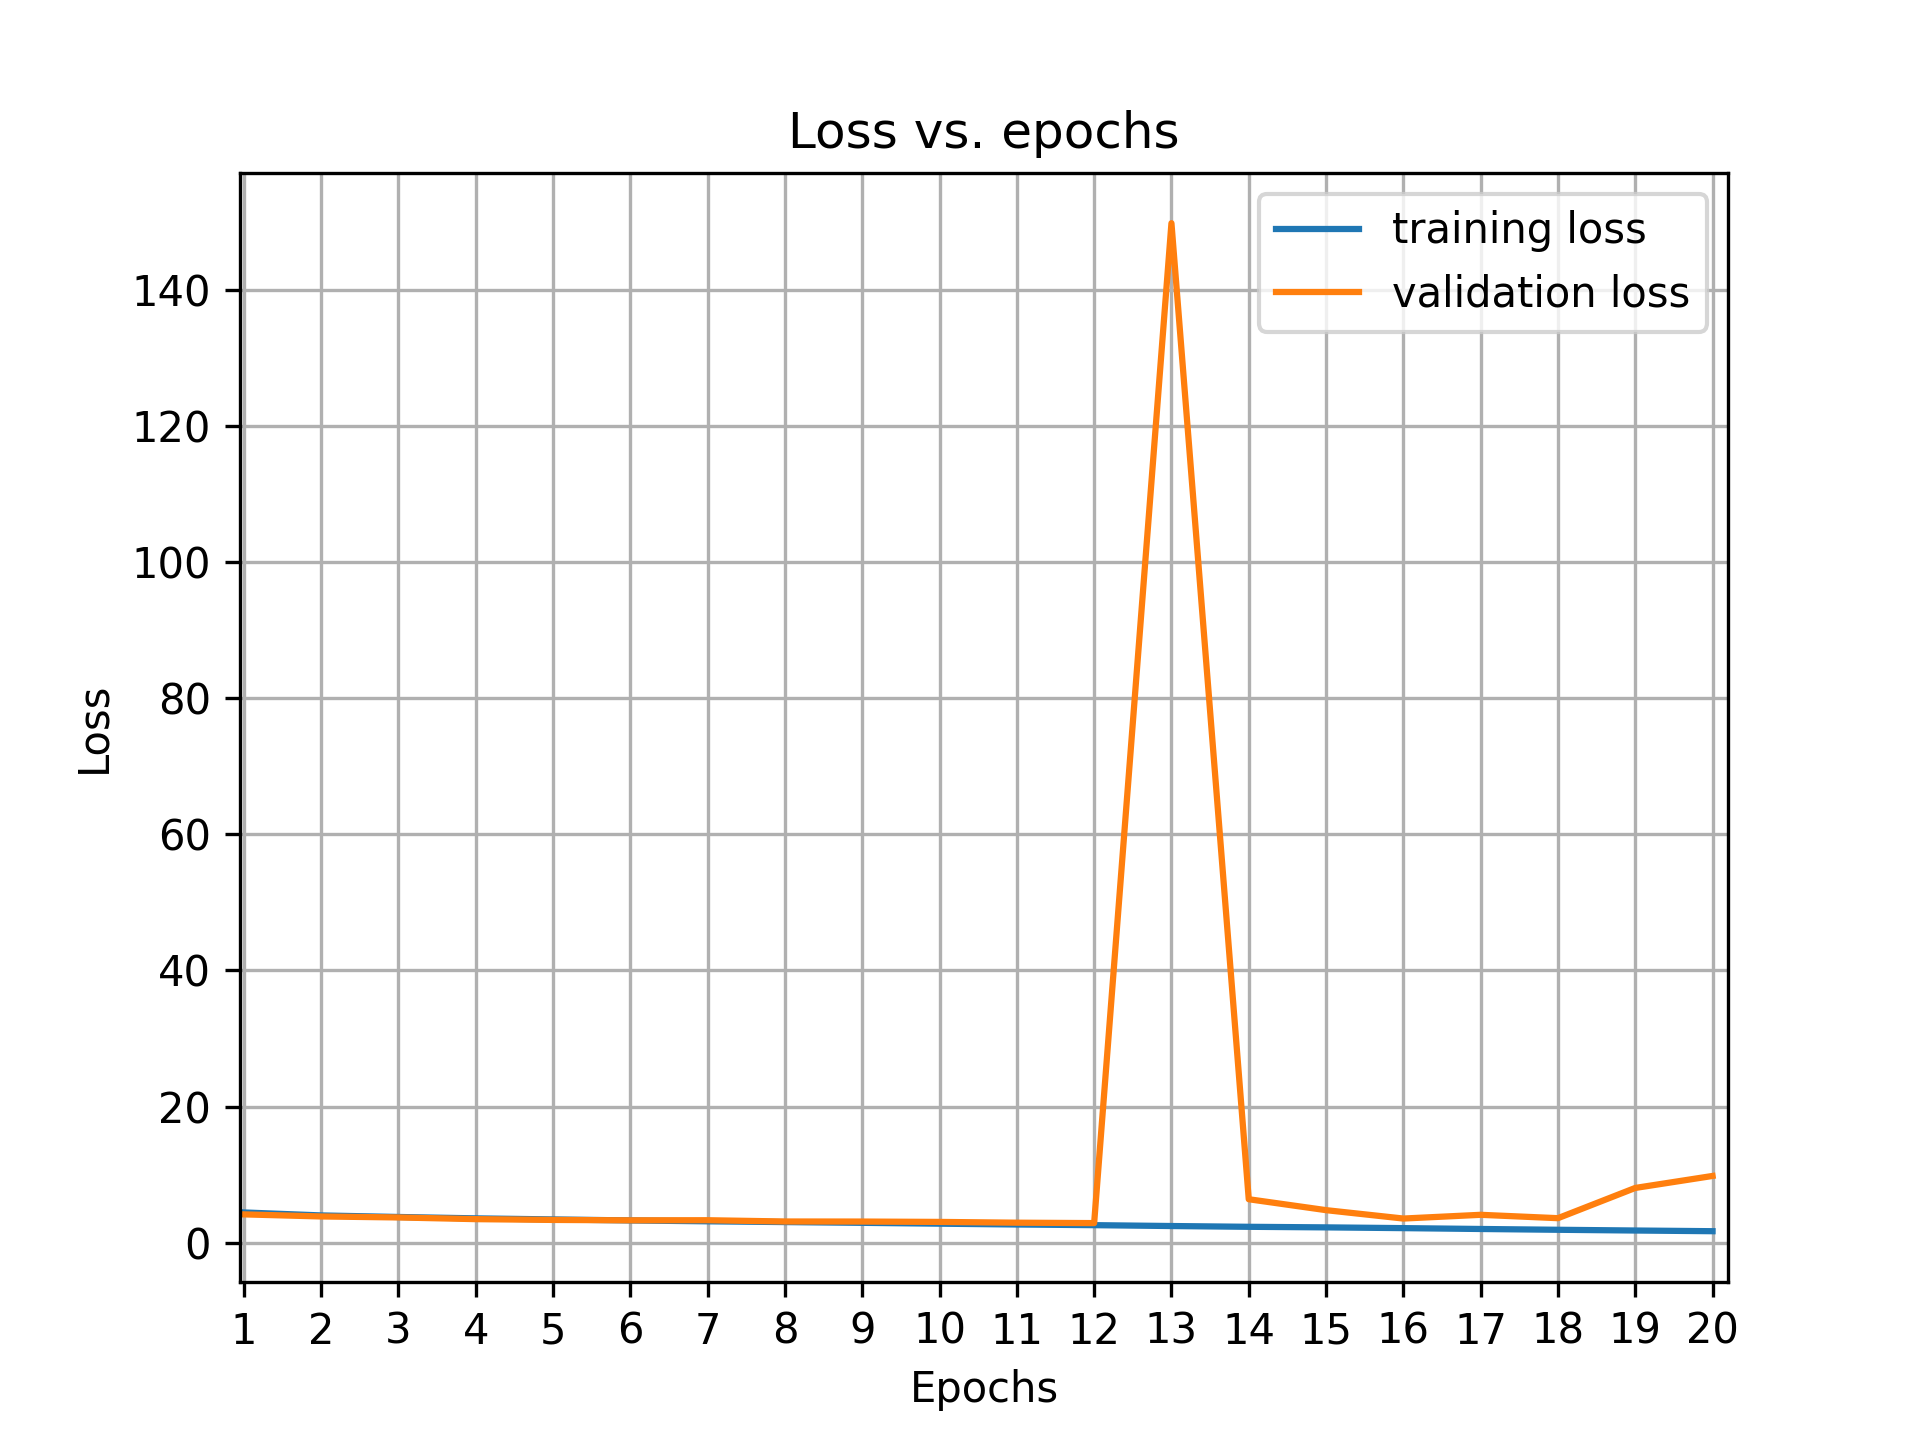 Loss vs. epochs
training loss
validation loss
140
120
100
80
60
40
20
0
Loss
1 2 3 4 5 6 7 8 9 10 11 12 13 14 15 16 17 18 19 20
Epochs